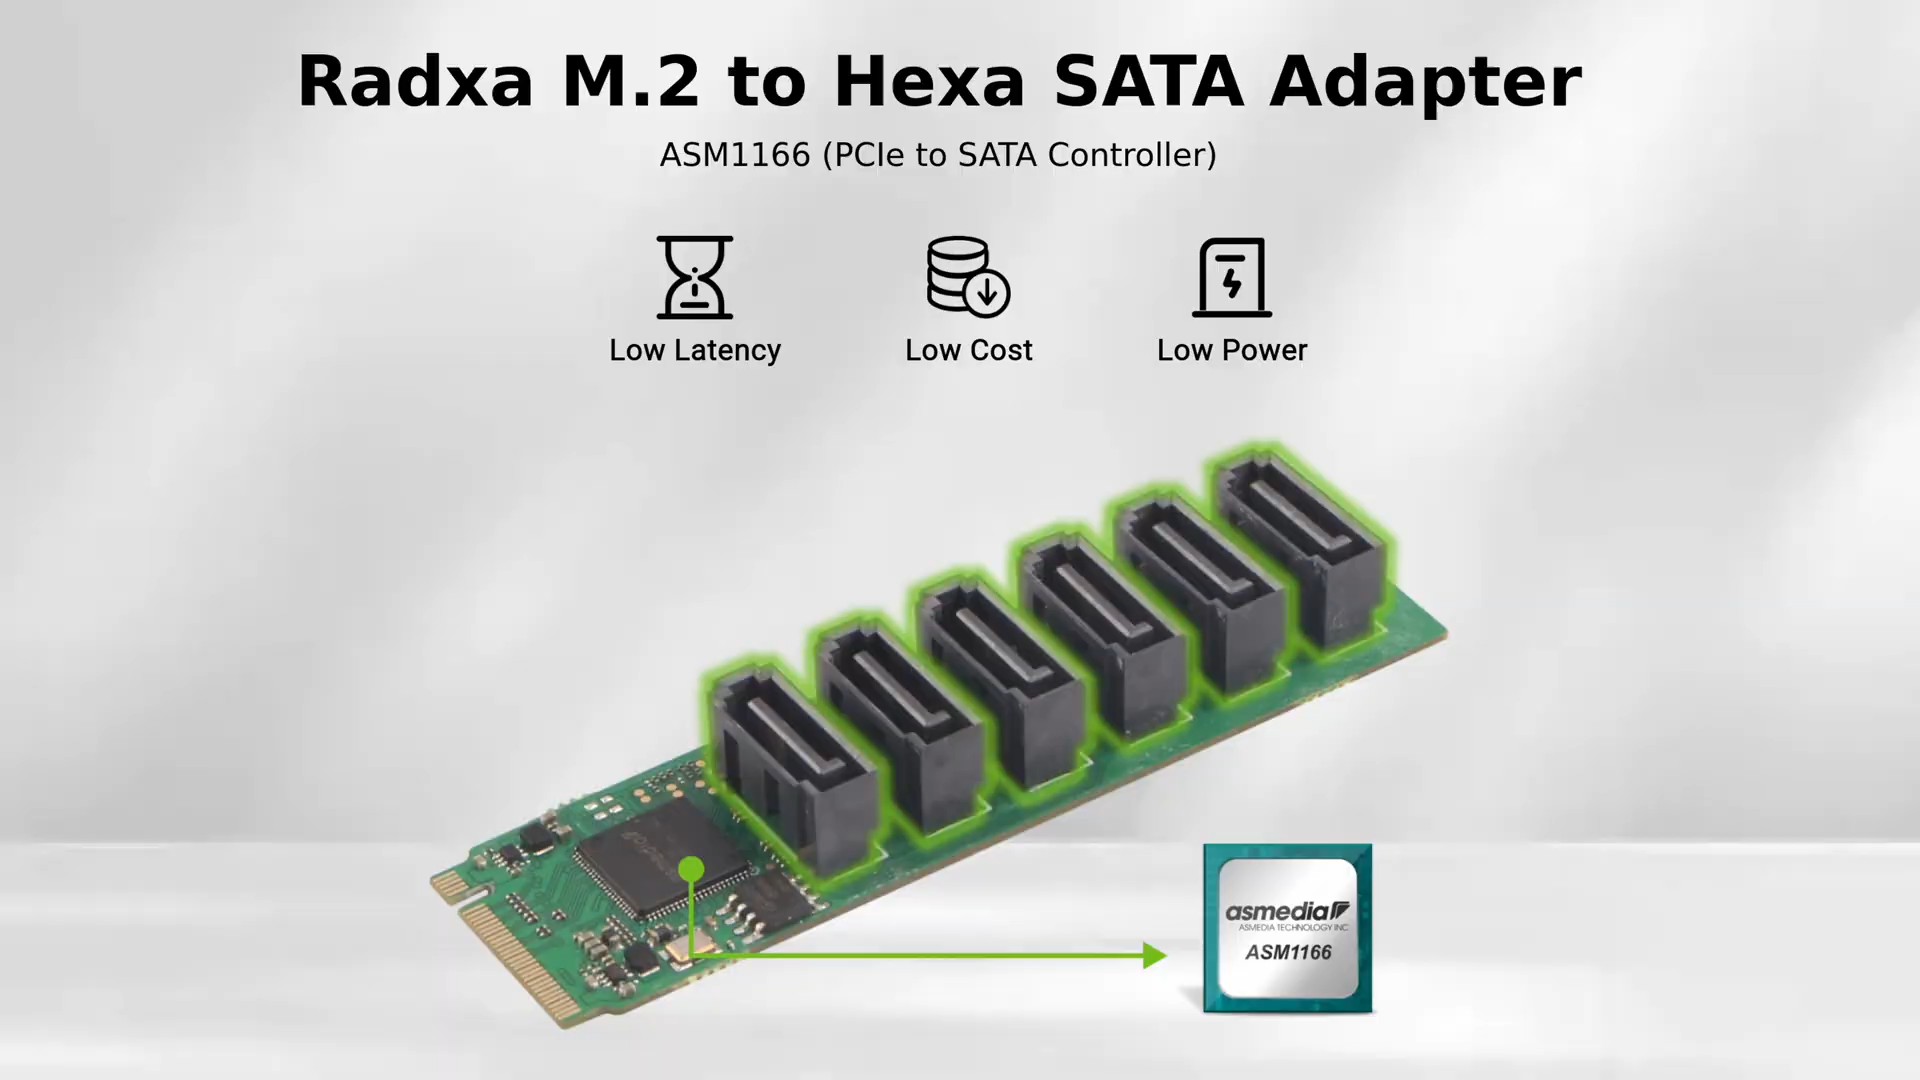 Radxa M.2 to Hexa SATA Adapter
ASM1166 (PCIe to SATA Controller)
Low Latency
Low Cost
Low Power
asmedia
ASMEDIA TECHNOLOGY INC
ASM1166